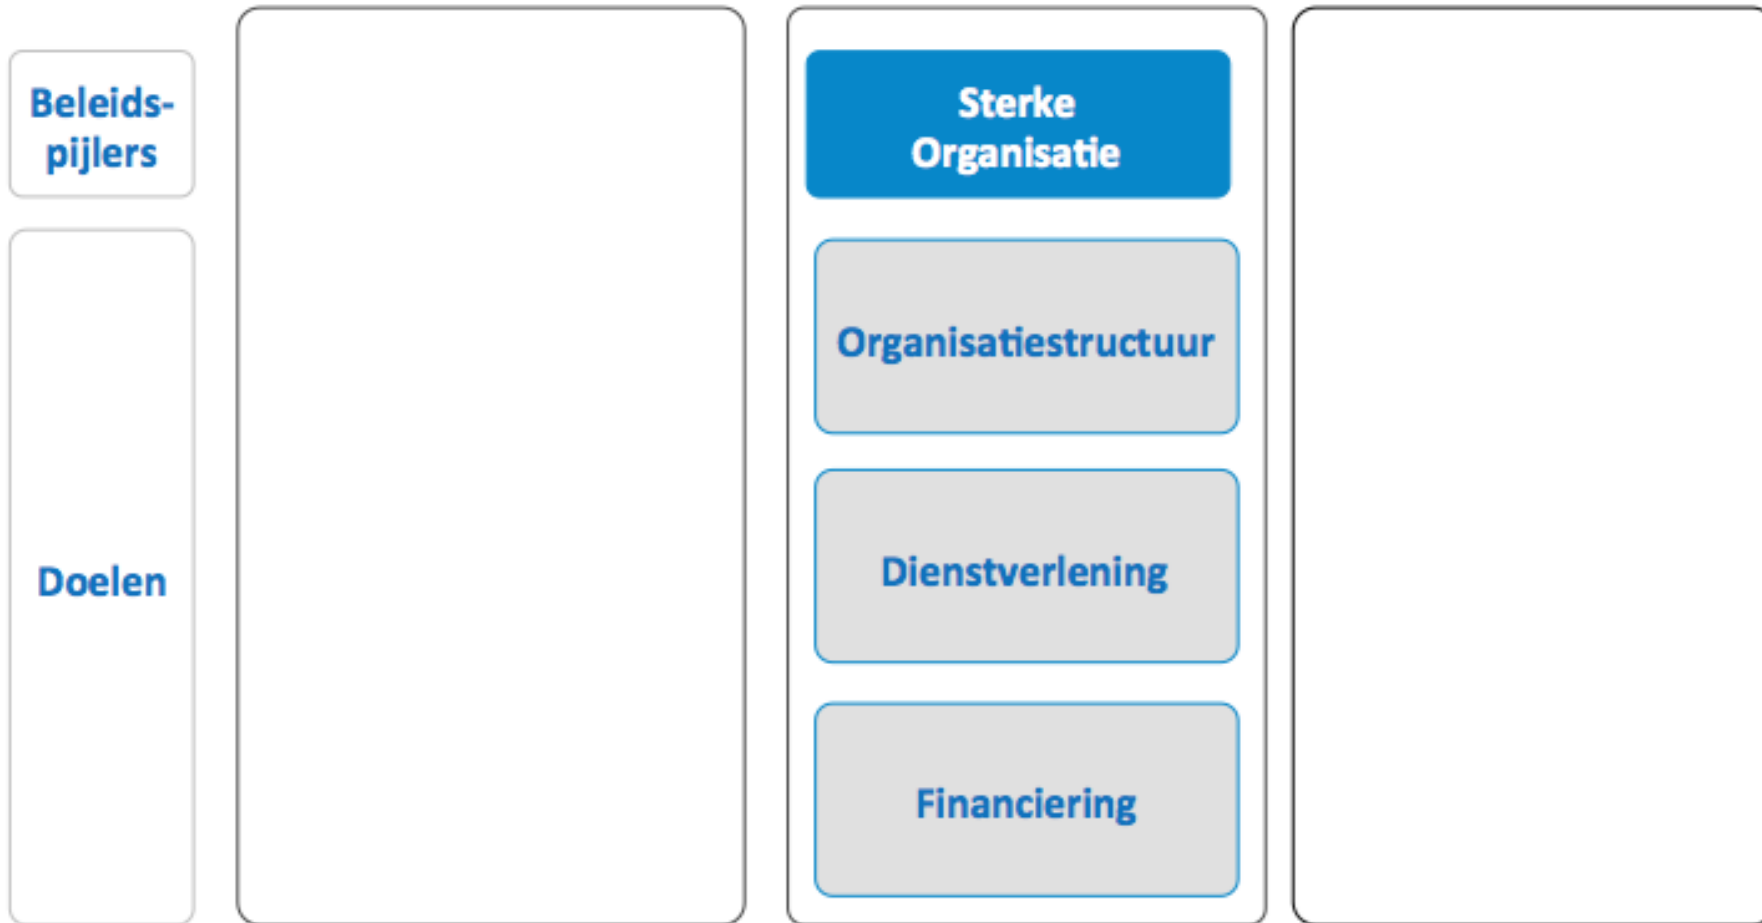 Beleids-
pijlers
Sterke
Organisatie
Doelen
Organisatiestructuur
Dienstverlening
Financiering